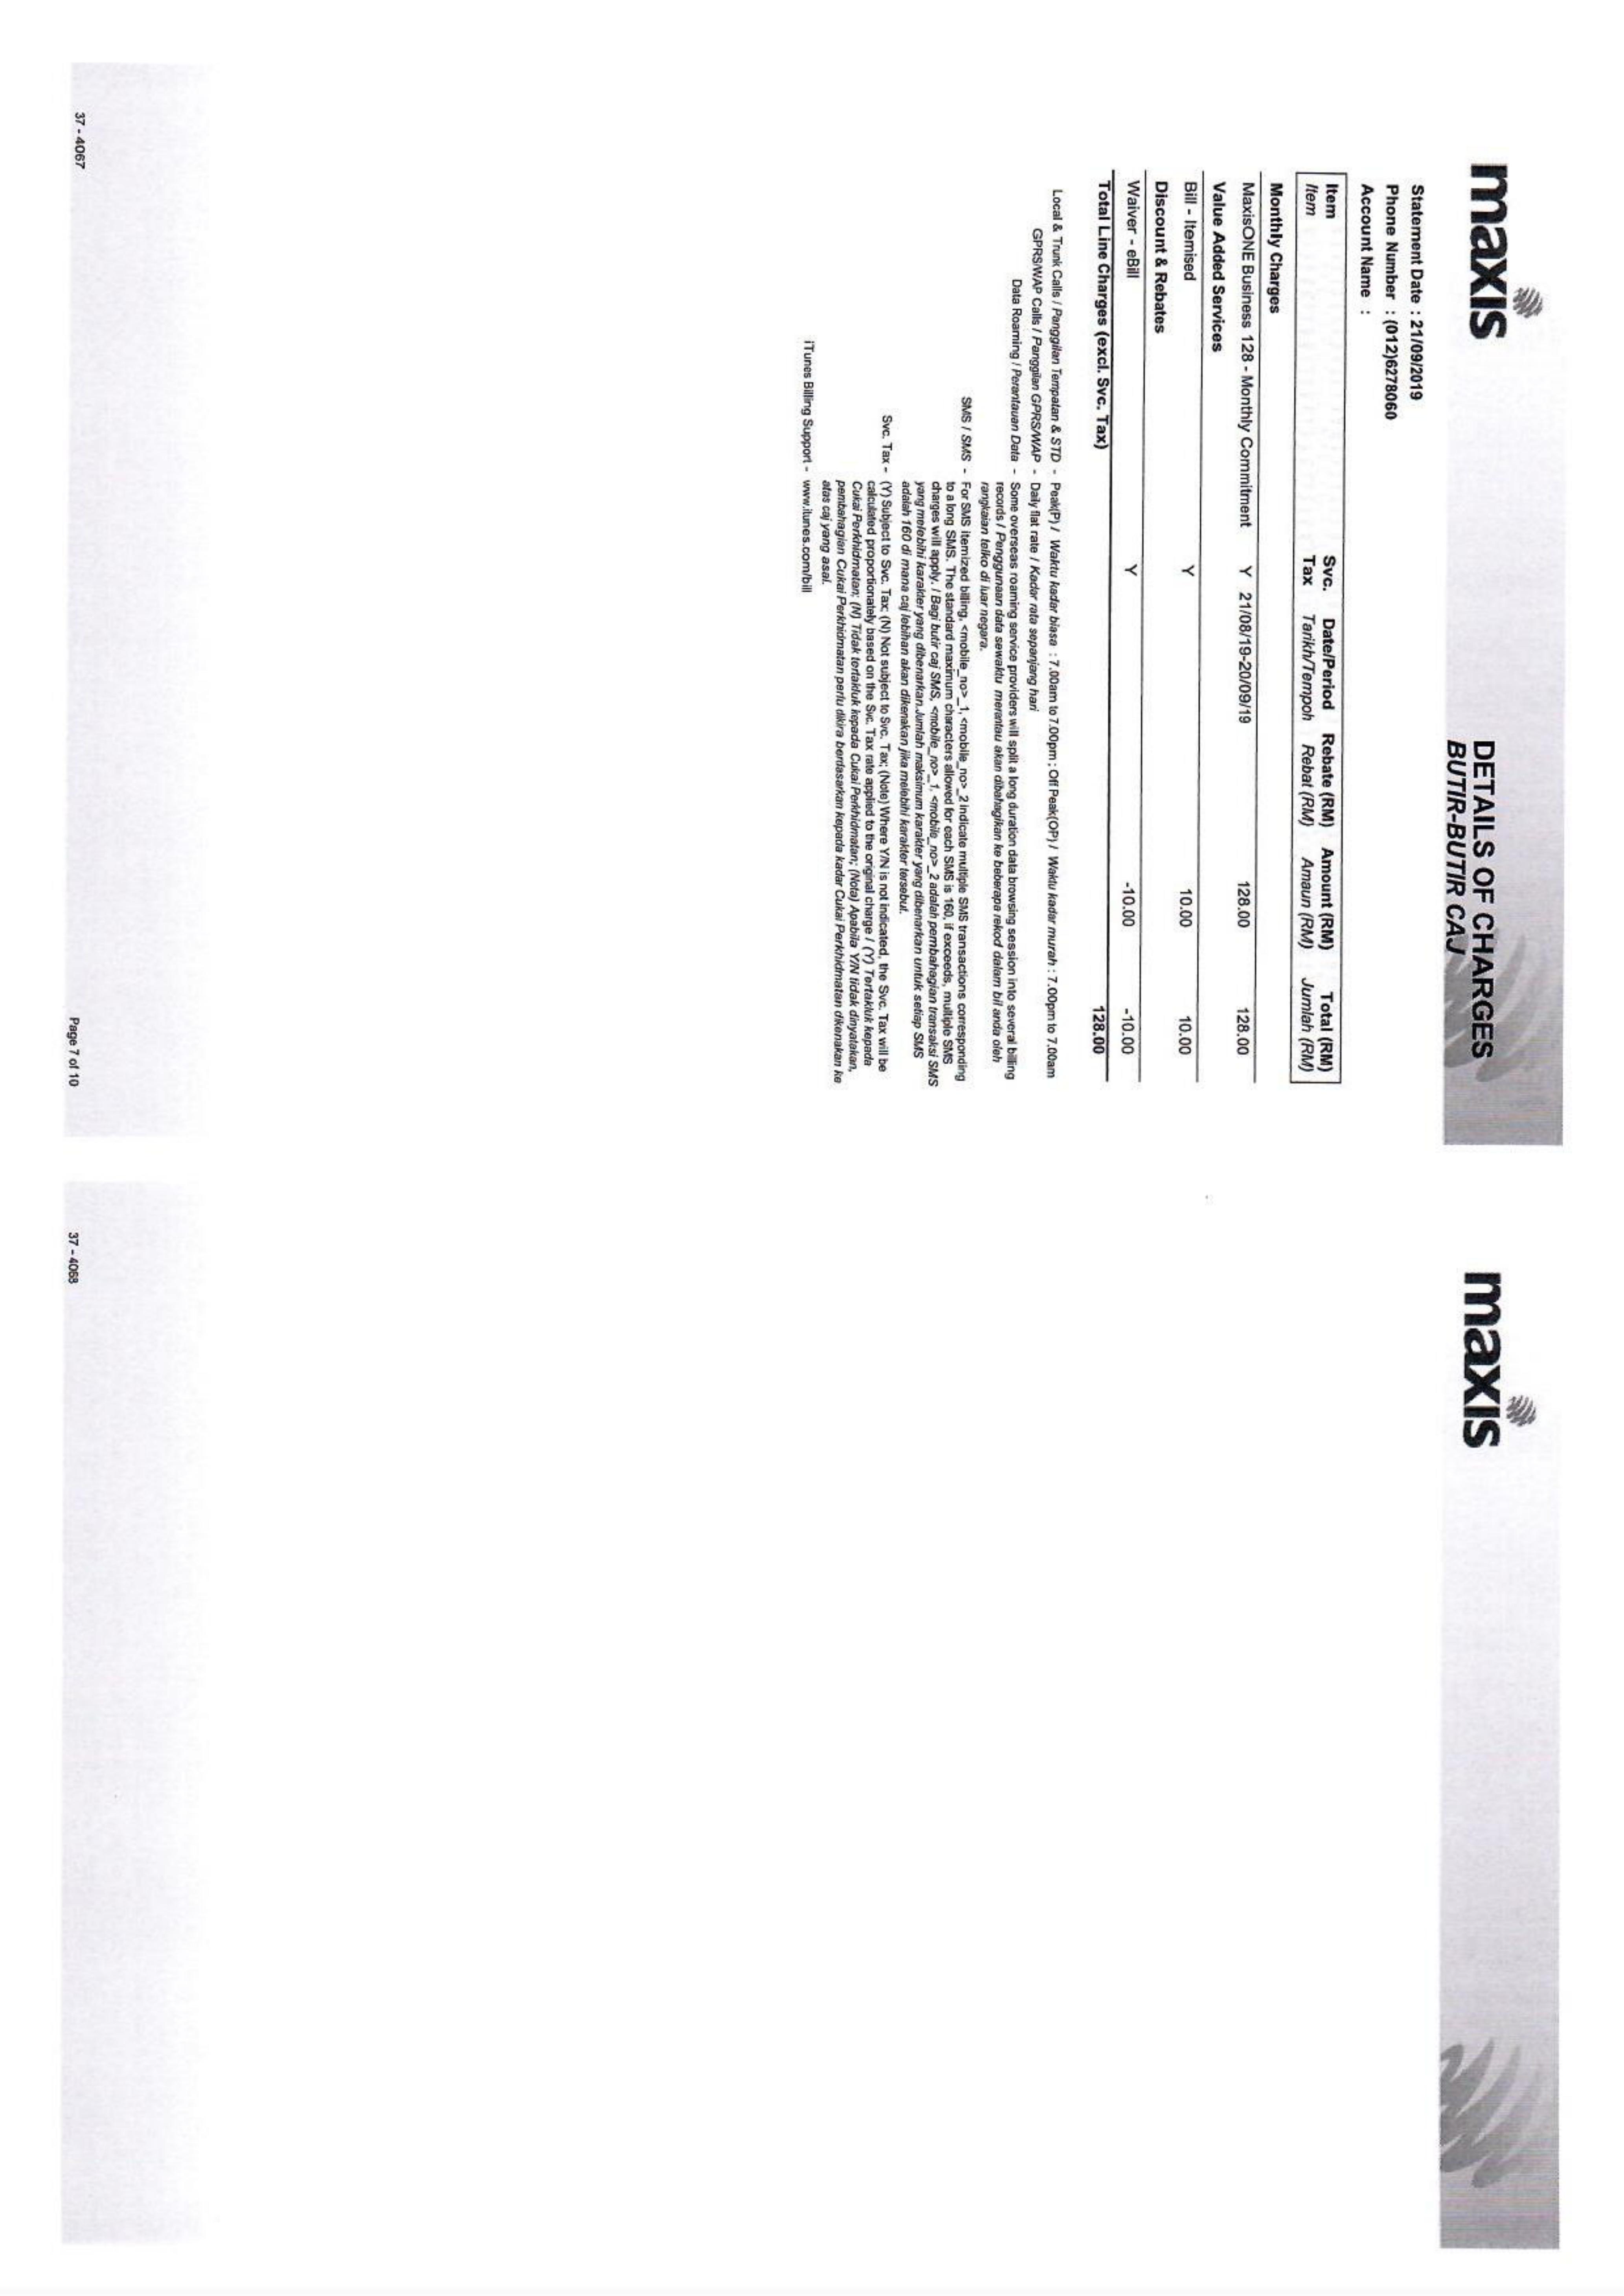 maxis
DETAILS OF CHARGES
BUTIR-BUTIR CAJ
Statement Date : 21/09/2019
Phone Number : (012)6278060
Account Name :
Item Svc. Date/Period Rebate (RM) Amount (RM) Total (RM)
Item Tax Tarikh/Tempoh Rebat (RM) Amaun (RM) Jumlah (RM)
Monthly Charges
MaxisONE Business 128 - Monthly Commitment Y 21/08/19-20/09/19 128.00 128.00
Value Added Services
Bill - Itemised Y 10.00 10.00
Discount & Rebates
Waiver - eBill Y -10.00 -10.00
Total Line Charges (excl. Svc. Tax) 128.00
Local & Trunk Calls / Panggilan Tempatan & STD - Peak(P) / Waktu kadar biasa : 7.00am to 7.00pm ; Off Peak(OP) / Waktu kadar murah : 7.00pm to 7.00am
GPRS/WAP Calls / Panggilan GPRS/WAP - Daily flat rate / Kadar rata sepanjang hari
Data Roaming / Perantauan Data - Some overseas roaming service providers will split a long duration data browsing session into several billing
records / Penggunaan data sewaktu merantau akan dibahagikan ke beberapa rekod dalam bil anda oleh
rangkaian telko di luar negara.
SMS / SMS - For SMS itemized billing, <mobile_no>_1, <mobile_no>_2 indicate multiple SMS transactions corresponding
to a long SMS. The standard maximum characters allowed for each SMS is 160, if exceeds, multiple SMS
charges will apply. / Bagi butir caj SMS, <mobile_no>_1, <mobile_no>_2 adalah pembahagian transaksi SMS
yang melebihi karakter yang dibenarkan.Jumlah maksimum karakter yang dibenarkan untuk setiap SMS
adalah 160 di mana caj lebihan akan dikenakan jika melebihi karakter tersebut.
Svc. Tax - (Y) Subject to Svc. Tax; (N) Not subject to Svc. Tax; (Note) Where Y/N is not indicated, the Svc. Tax will be
calculated proportionately based on the Svc. Tax rate applied to the original charge / (Y) Tertakluk kepada
Cukai Perkhidmatan; (N) Tidak tertakluk kepada Cukai Perkhidmatan; (Nota) Apabila Y/N tidak dinyatakan,
pembahagian Cukai Perkhidmatan perlu dikira berdasarkan kepada kadar Cukai Perkhidmatan dikenakan ke
atas caj yang asal.
iTunes Billing Support - www.itunes.com/bill
37 - 4067
Page 7 of 10
maxis
37 - 4068